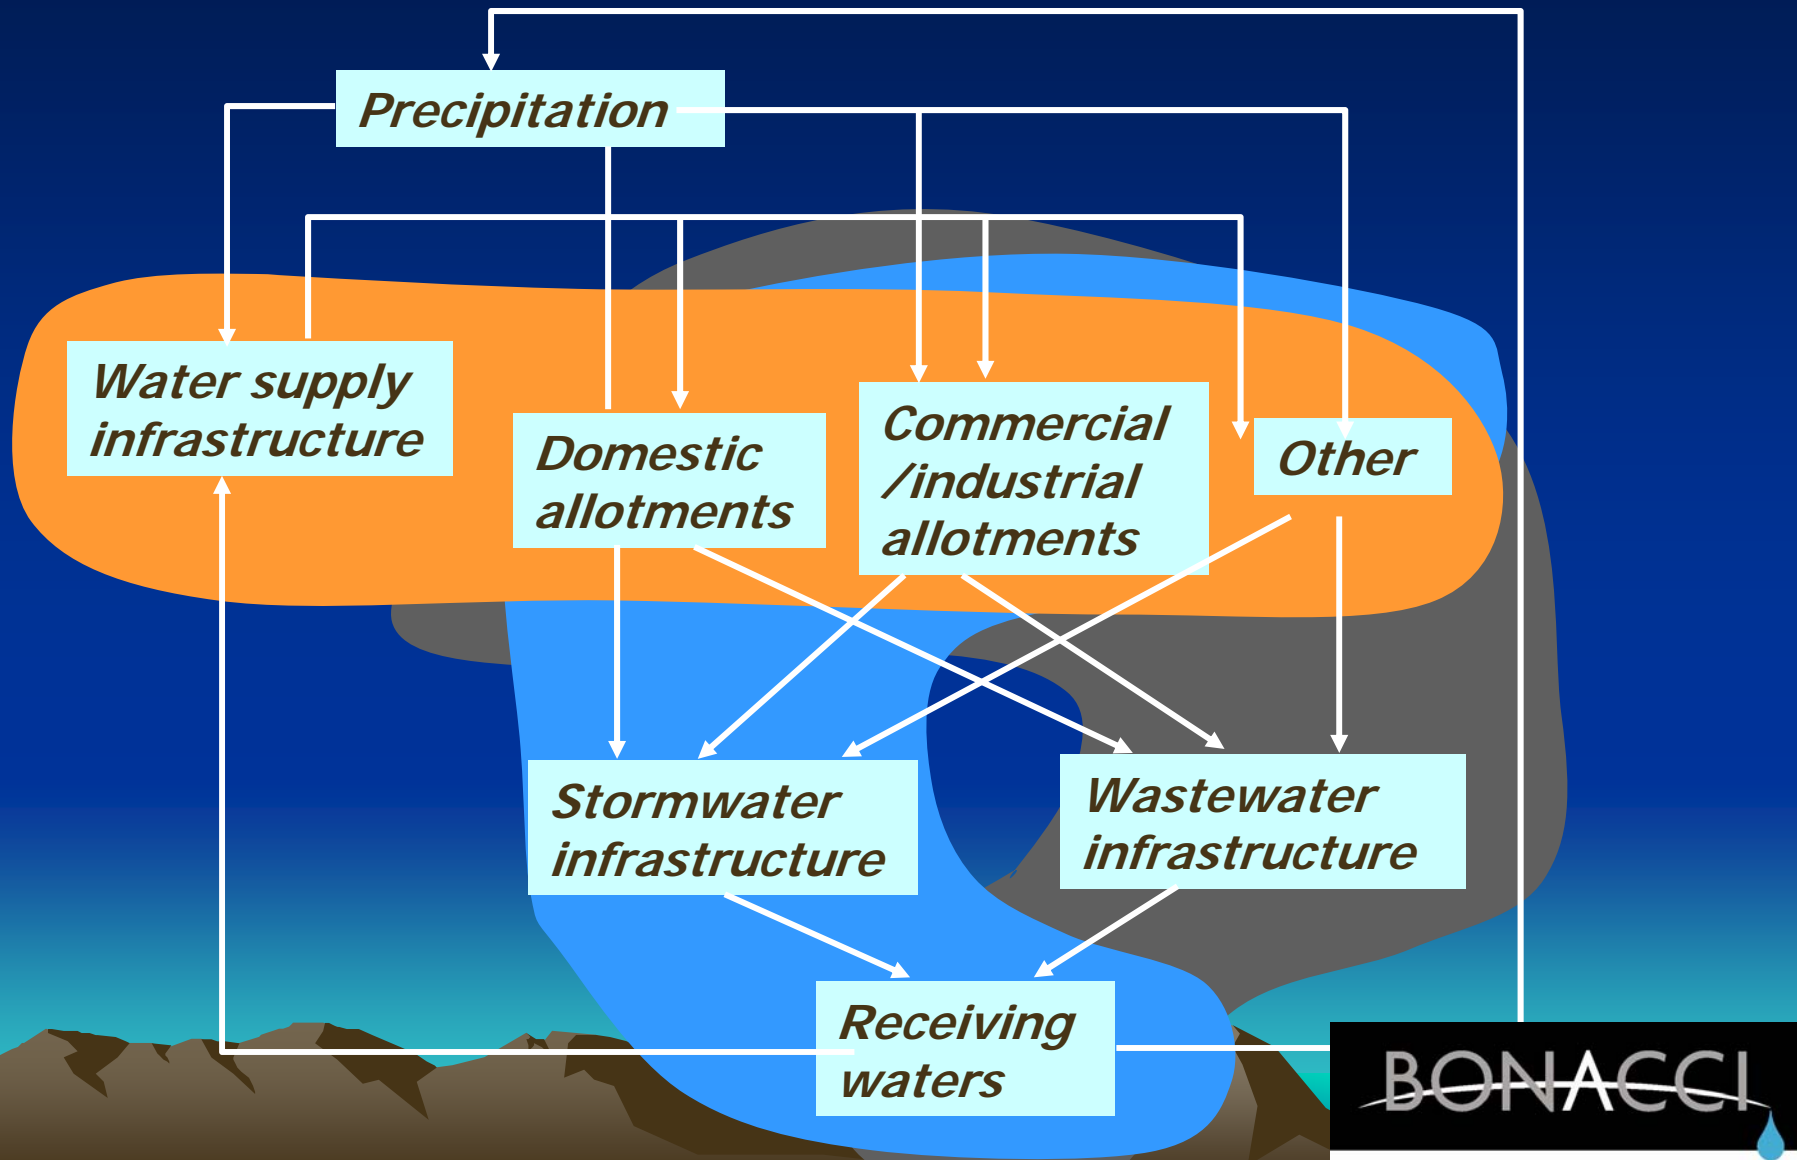 Precipitation
Water supply
infrastructure
Domestic
allotments
Commercial
/industrial
allotments
Other
Stormwater
infrastructure
Wastewater
infrastructure
Receiving
waters
BONACCI